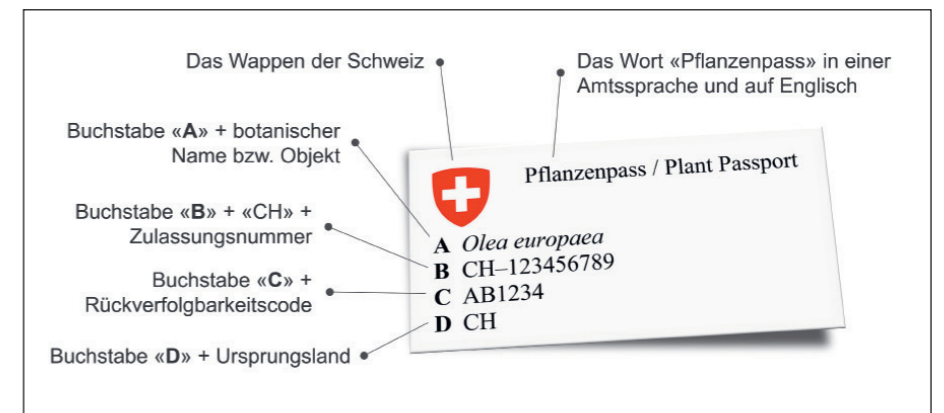 Das Wappen der Schweiz
Das Wort «Pflanzenpass» in einer
Amtssprache und auf Englisch
Buchstabe «A» + botanischer
Name bzw. Objekt
Buchstabe «B» + «CH» +
Zulassungsnummer
Buchstabe «C» +
Rückverfolgbarkeitscode
Buchstabe «D» + Ursprungsland
Pflanzenpass / Plant Passport
A Olea europaea
B CH–123456789
C AB1234
D CH